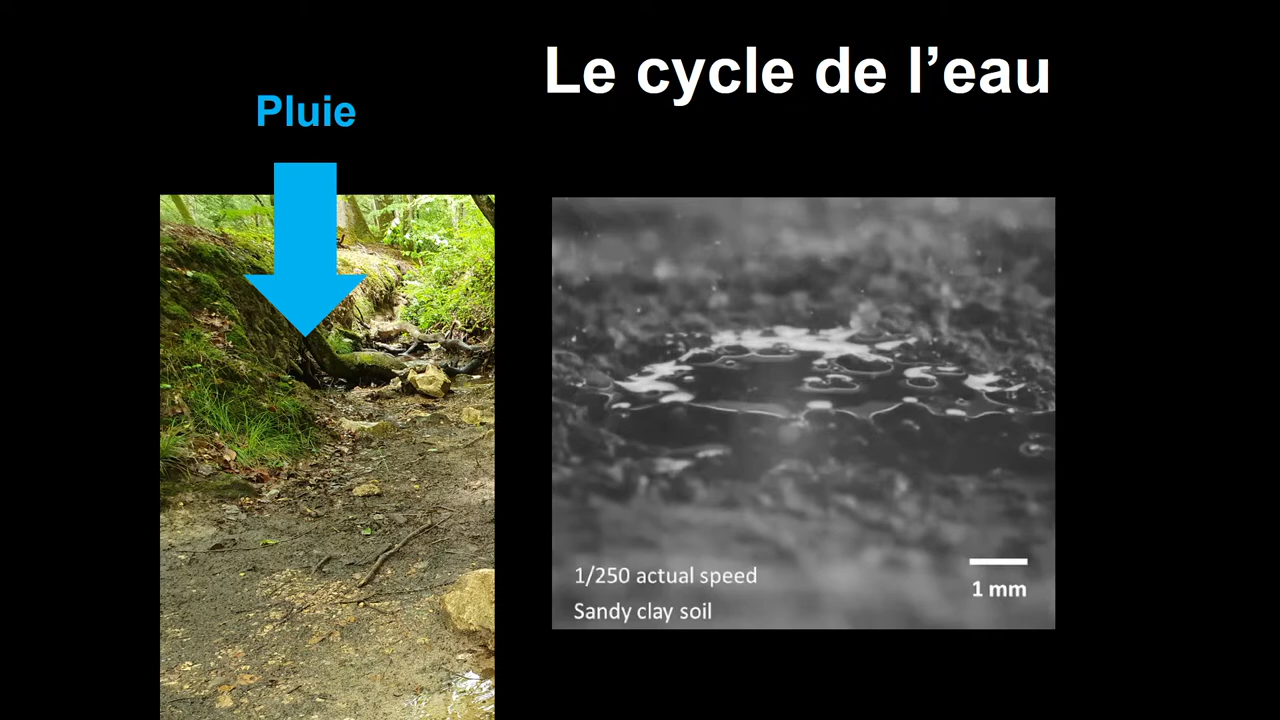 Le cycle de l’eau
Pluie
1/250 actual speed
Sandy clay soil
1 mm